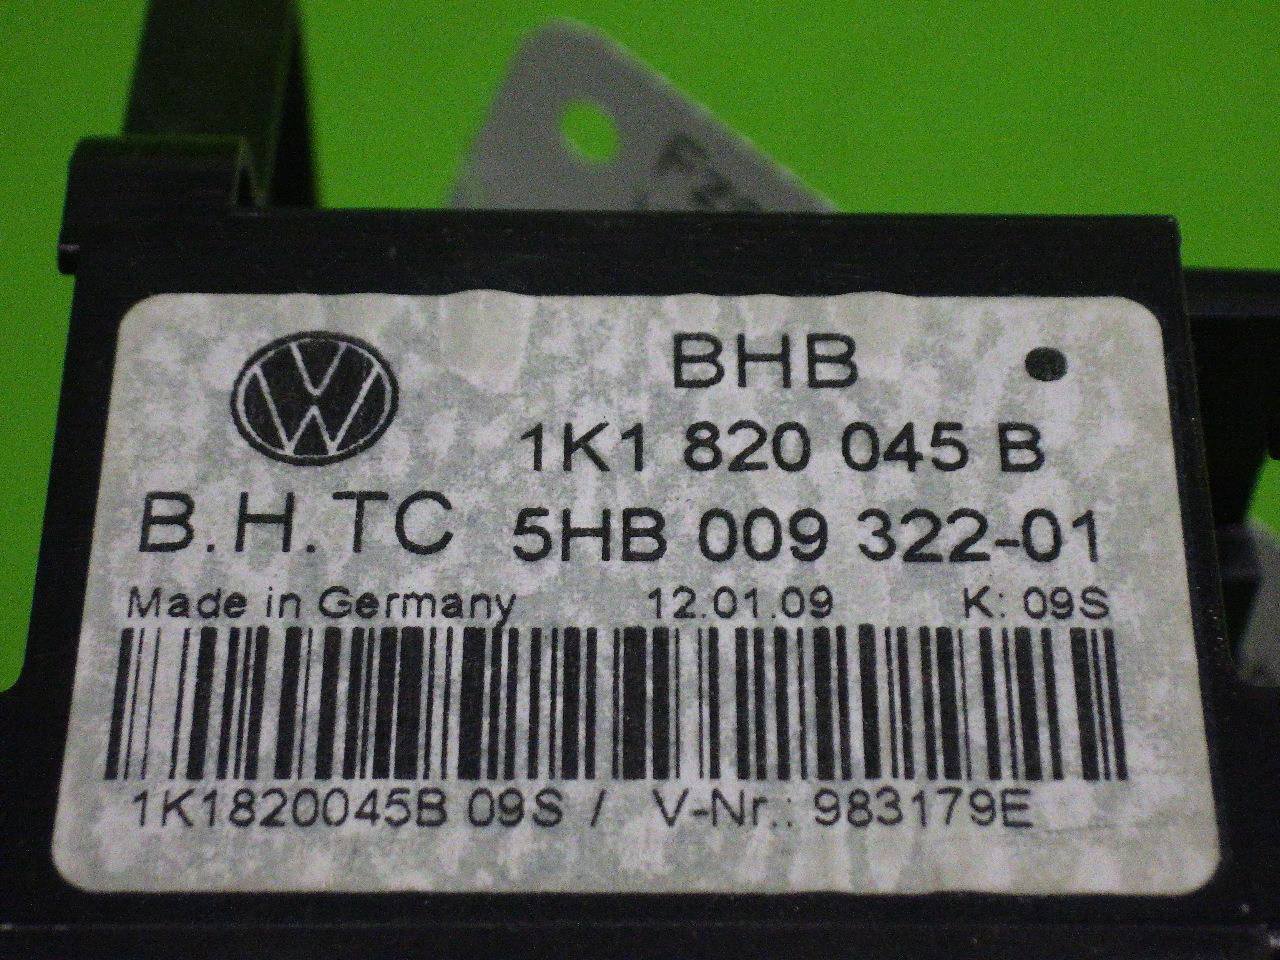 BHB
1K1 820 045 B
B.H.TC 5HB 009 322-01
Made in Germany 12.01.09 K: 09S
1K1820045B 09S / V-Nr.: 983179E